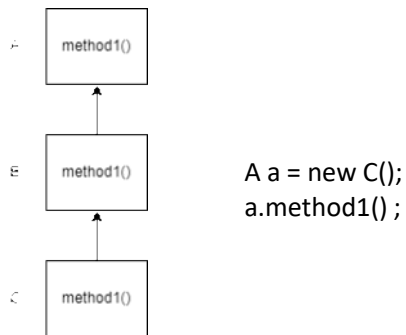 A
method1()
B
method1()
A a = new C();
a.method1() ;
C
method1()